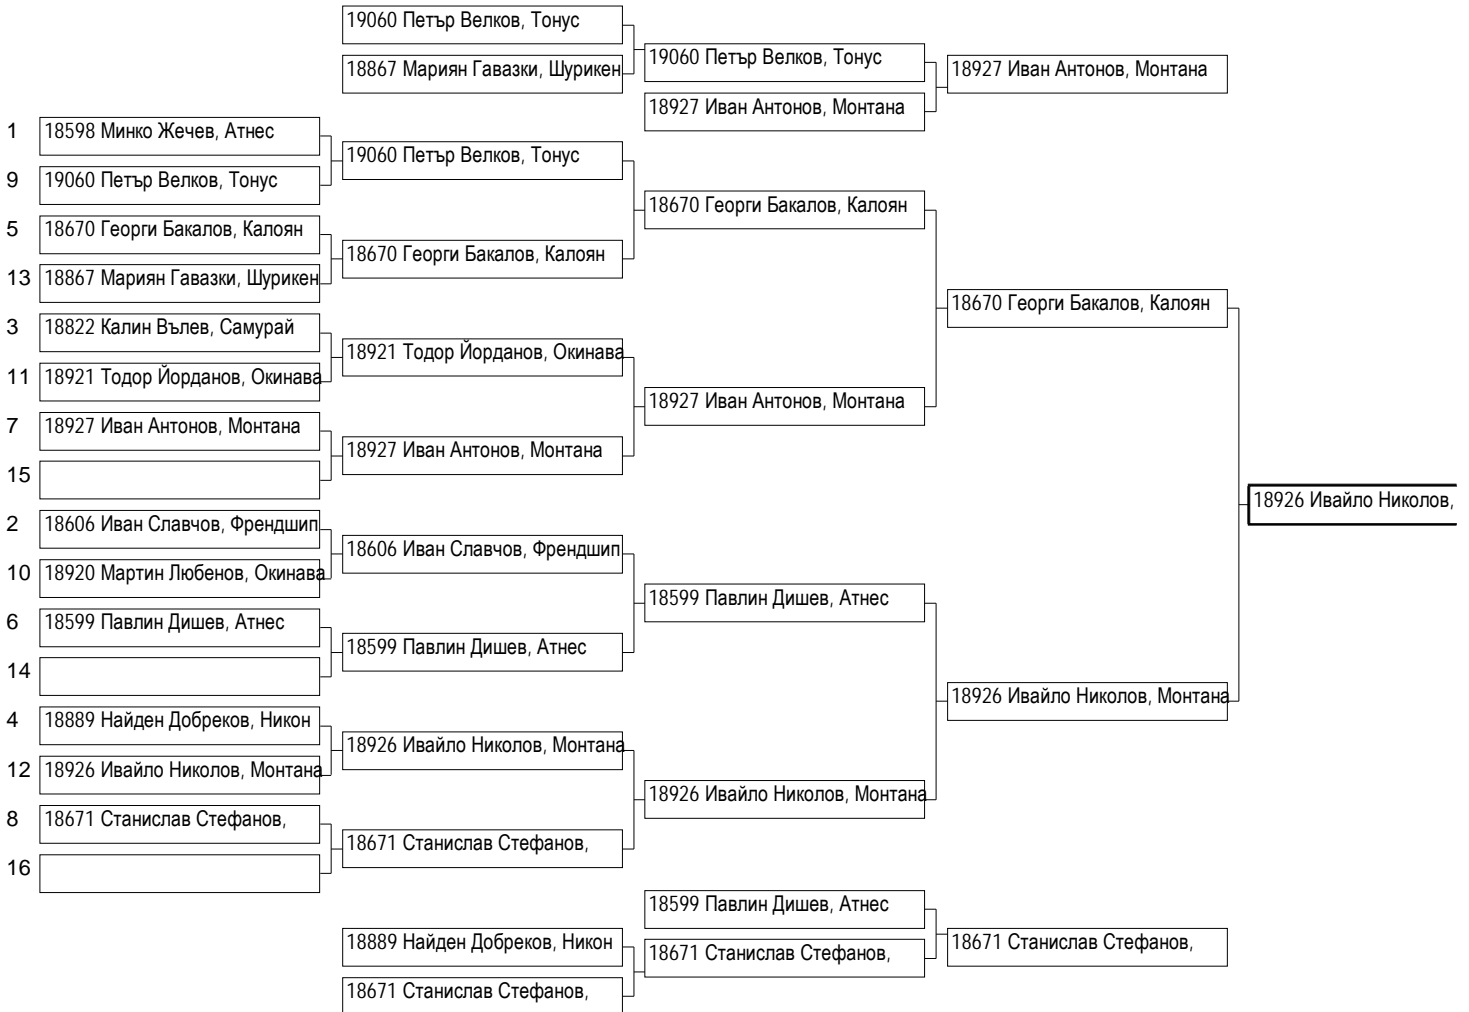 19060 Петър Велков, Тонус
18867 Мариян Гавазки, Шурикен
19060 Петър Велков, Тонус
18927 Иван Антонов, Монтана
18927 Иван Антонов, Монтана
1 18598 Минко Жечев, Атнес
19060 Петър Велков, Тонус
9 19060 Петър Велков, Тонус
18670 Георги Бакалов, Калоян
5 18670 Георги Бакалов, Калоян
18670 Георги Бакалов, Калоян
13 18867 Мариян Гавазки, Шурикен
18670 Георги Бакалов, Калоян
3 18822 Калин Вълев, Самурай
18921 Тодор Йорданов, Окинава
11 18921 Тодор Йорданов, Окинава
18927 Иван Антонов, Монтана
7 18927 Иван Антонов, Монтана
18927 Иван Антонов, Монтана
15
18926 Ивайло Николов,
2 18606 Иван Славчов, Френдшип
18606 Иван Славчов, Френдшип
10 18920 Мартин Любенов, Окинава
18599 Павлин Дишев, Атнес
6 18599 Павлин Дишев, Атнес
18599 Павлин Дишев, Атнес
14
18926 Ивайло Николов, Монтана
4 18889 Найден Добреков, Никон
18926 Ивайло Николов, Монтана
12 18926 Ивайло Николов, Монтана
18926 Ивайло Николов, Монтана
8 18671 Станислав Стефанов,
18671 Станислав Стефанов,
16
18599 Павлин Дишев, Атнес
18889 Найден Добреков, Никон
18671 Станислав Стефанов,
18671 Станислав Стефанов,
18671 Станислав Стефанов,